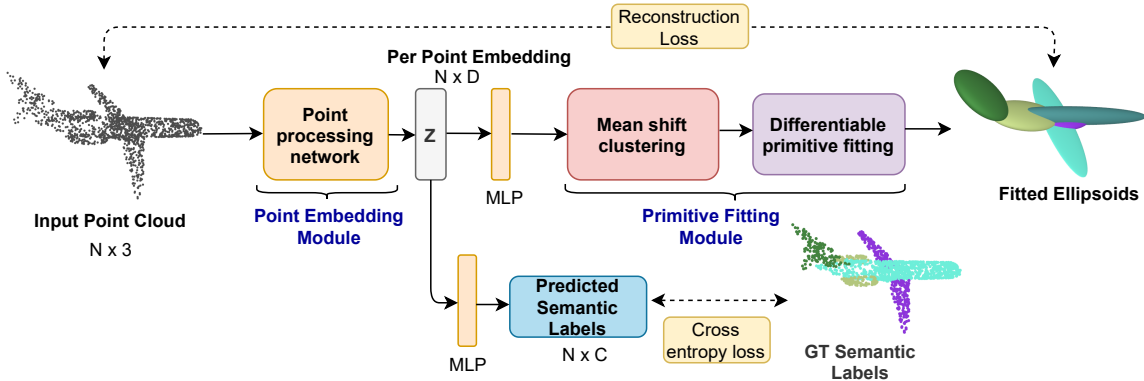 Reconstruction
Loss
Per Point Embedding
N x D
Point
processing
network
Z
Mean shift
clustering
Differentiable
primitive fitting
MLP
Fitted Ellipsoids
Input Point Cloud
N x 3
Point Embedding
Module
Primitive Fitting
Module
Predicted
Semantic
Labels
MLP
N x C
Cross
entropy loss
GT Semantic
Labels